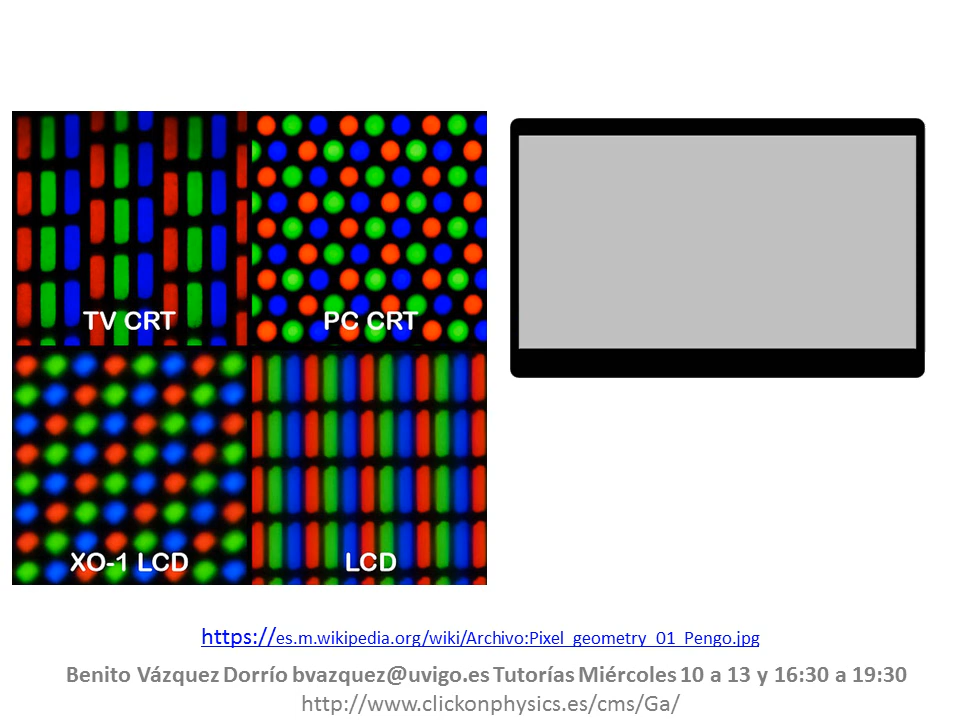 TV CRT
PC CRT
XO-1 LCD
LCD
https://es.m.wikipedia.org/wiki/Archivo:Pixel_geometry_01_Pengo.jpg
Benito Vázquez Dorrío bvazquez@uvigo.es Tutorías Miércoles 10 a 13 y 16:30 a 19:30
http://www.clickonphysics.es/cms/Ga/